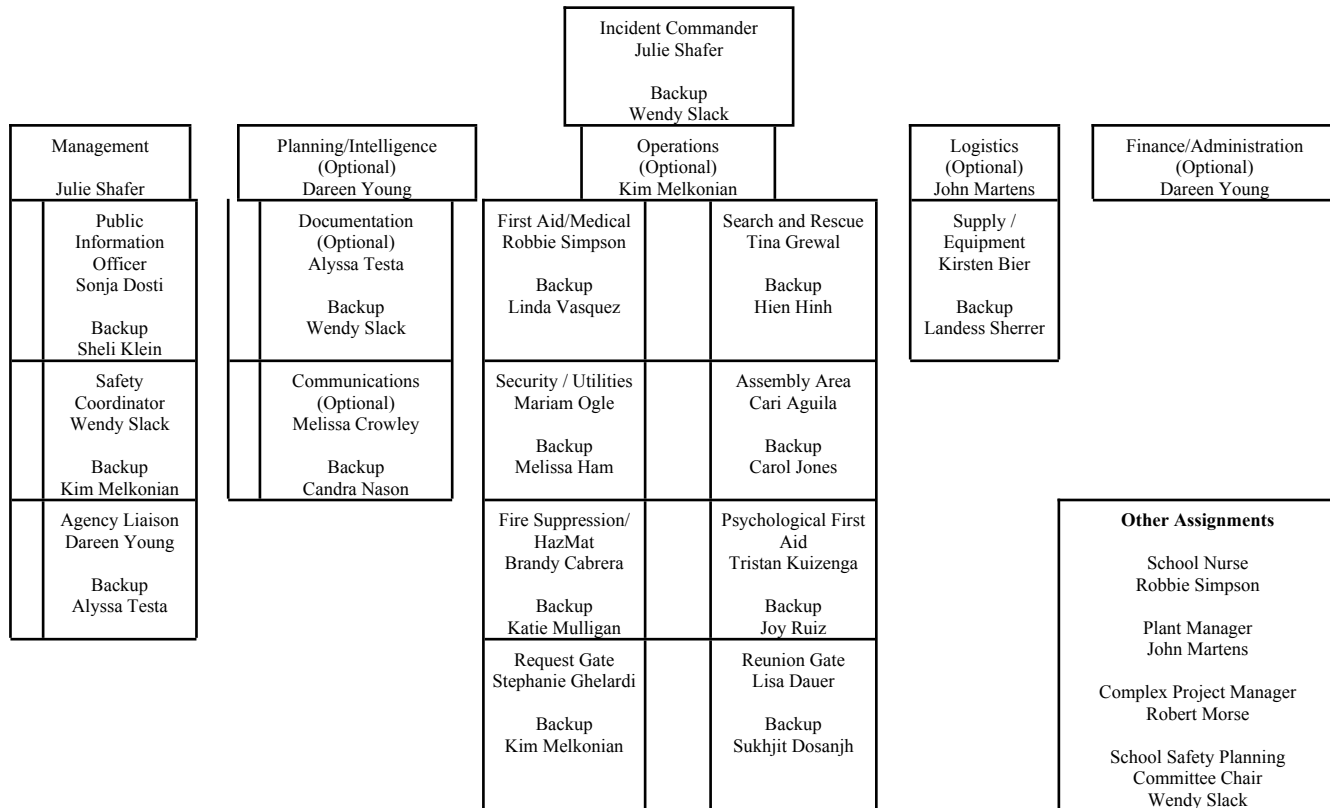 Incident Commander
Julie Shafer
Backup
Wendy Slack
Management
Julie Shafer
Planning/Intelligence
(Optional)
Dareen Young
Operations
(Optional)
Kim Melkonian
Logistics
(Optional)
John Martens
Finance/Administration
(Optional)
Dareen Young
Public
Information
Officer
Sonja Dosti
Backup
Sheli Klein
Documentation
(Optional)
Alyssa Testa
Backup
Wendy Slack
First Aid/Medical
Robbie Simpson
Backup
Linda Vasquez
Search and Rescue
Tina Grewal
Backup
Hien Hinh
Supply /
Equipment
Kirsten Bier
Backup
Landess Sherrer
Safety
Coordinator
Wendy Slack
Backup
Kim Melkonian
Communications
(Optional)
Melissa Crowley
Backup
Candra Nason
Security / Utilities
Mariam Ogle
Backup
Melissa Ham
Assembly Area
Cari Aguila
Backup
Carol Jones
Agency Liaison
Dareen Young
Backup
Alyssa Testa
Fire Suppression/
HazMat
Brandy Cabrera
Backup
Katie Mulligan
Psychological First
Aid
Tristan Kuizenga
Backup
Joy Ruiz
Request Gate
Stephanie Ghelardi
Backup
Kim Melkonian
Reunion Gate
Lisa Dauer
Backup
Sukhjit Dosanjh
Other Assignments
School Nurse
Robbie Simpson
Plant Manager
John Martens
Complex Project Manager
Robert Morse
School Safety Planning
Committee Chair
Wendy Slack